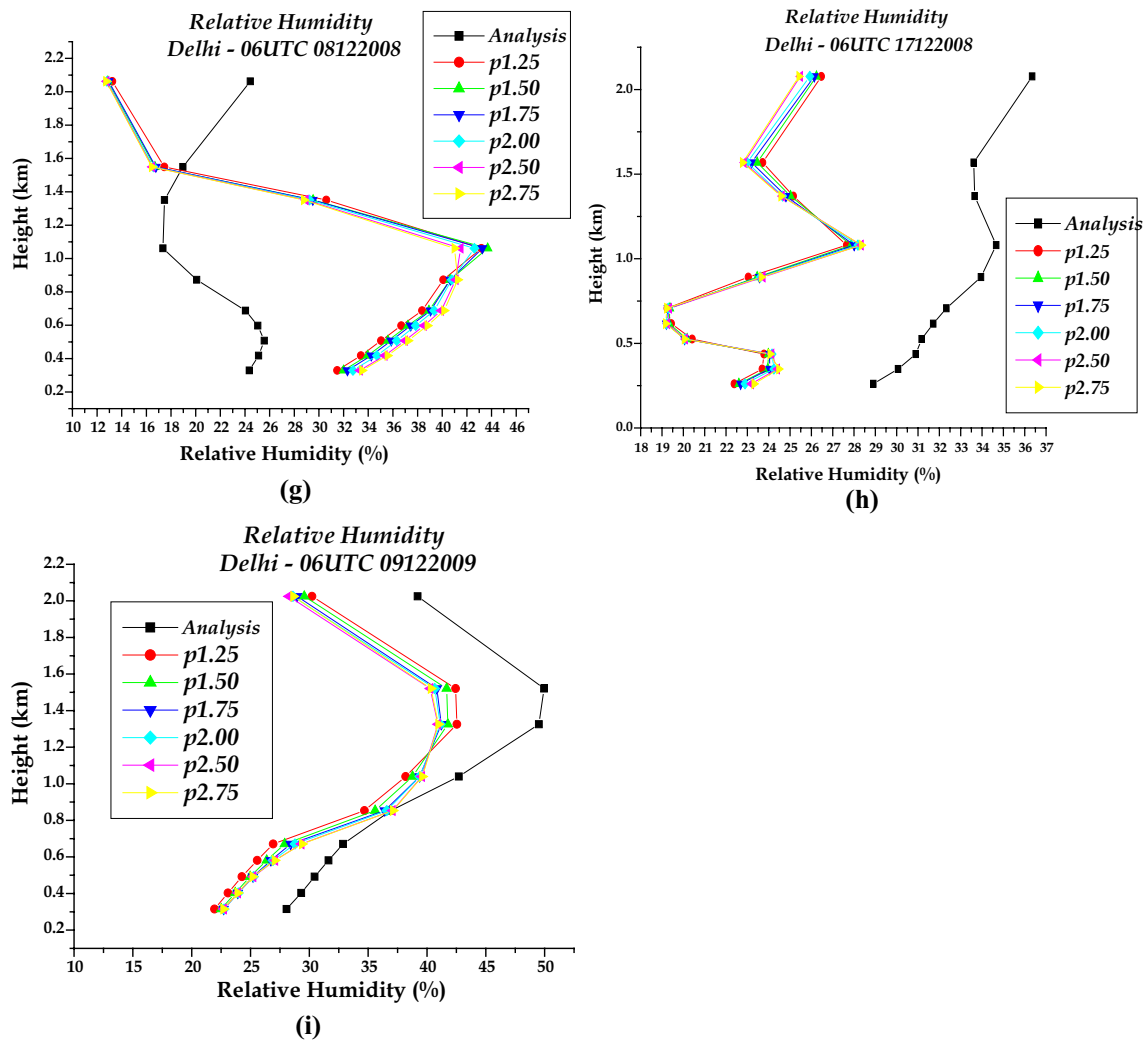 Relative Humidity
Delhi - 06UTC 08122008
Analysis
p1.25
p1.50
p1.75
p2.00
p2.50
p2.75
Height (km)
2.2
2.0
1.8
1.6
1.4
1.2
1.0
0.8
0.6
0.4
0.2
10 12 14 16 18 20 22 24 26 28 30 32 34 36 38 40 42 44 46
Relative Humidity (%)
(g)
Relative Humidity
Delhi - 06UTC 17122008
Analysis
p1.25
p1.50
p1.75
p2.00
p2.50
p2.75
Height (km)
2.0
1.5
1.0
0.5
0.0
18 19 20 21 22 23 24 25 26 27 28 29 30 31 32 33 34 35 36 37
Relative Humidity (%)
(h)
Relative Humidity
Delhi - 06UTC 09122009
Analysis
p1.25
p1.50
p1.75
p2.00
p2.50
p2.75
Height (km)
2.2
2.0
1.8
1.6
1.4
1.2
1.0
0.8
0.6
0.4
0.2
10 15 20 25 30 35 40 45 50
Relative Humidity (%)
(i)